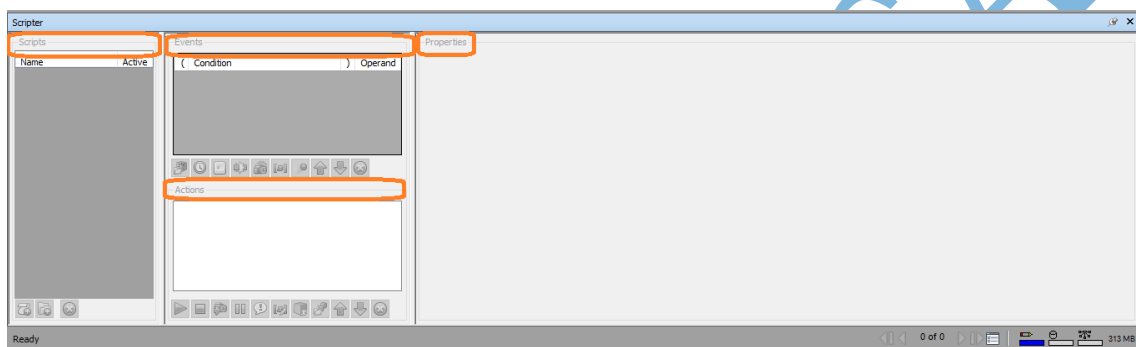 Scripter
Scripts
Name Active
Events
( Condition ) Operand
Actions
Properties
Ready
0 of 0
313 MB